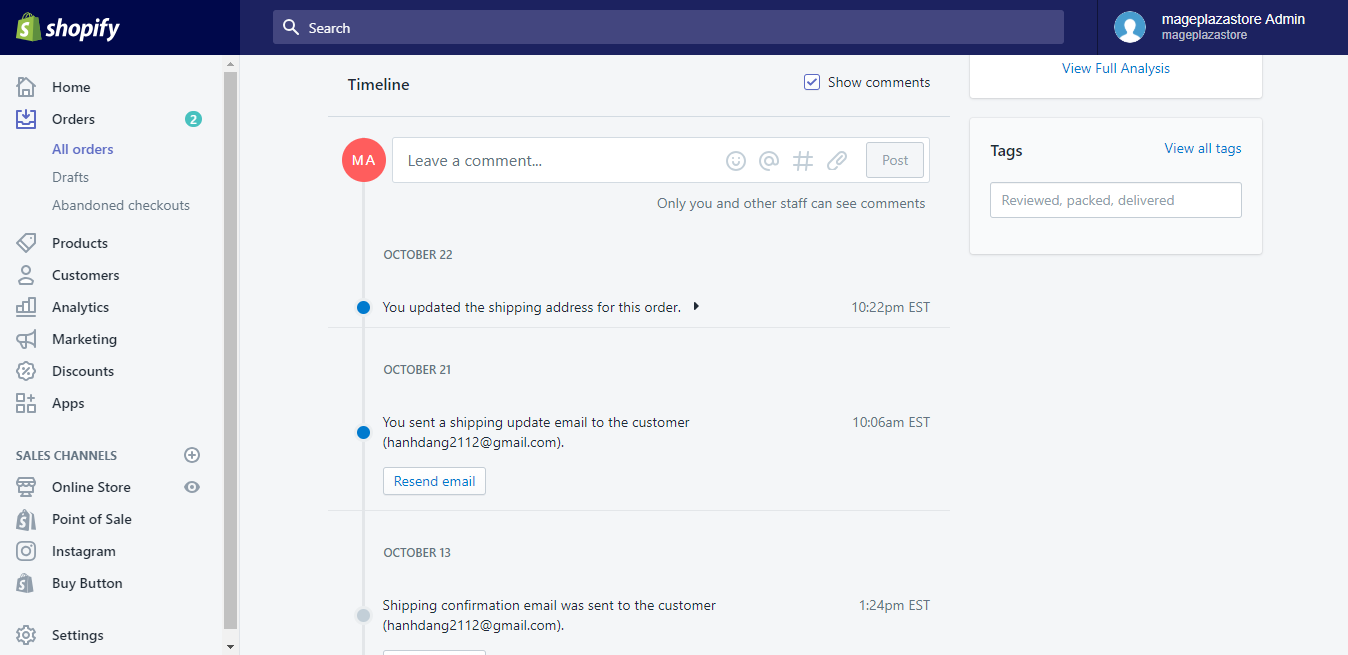 shopify
Search
mageplazastore Admin
mageplazastore
Home
Orders
2
All orders
Drafts
Abandoned checkouts
Products
Customers
Analytics
Marketing
Discounts
Apps
SALES CHANNELS
Online Store
Point of Sale
Instagram
Buy Button
Settings
Timeline
Show comments
MA
Leave a comment...
Post
Only you and other staff can see comments
OCTOBER 22
You updated the shipping address for this order.
10:22pm EST
OCTOBER 21
You sent a shipping update email to the customer
(hanhdang2112@gmail.com).
10:06am EST
Resend email
OCTOBER 13
Shipping confirmation email was sent to the customer
(hanhdang2112@gmail.com).
1:24pm EST
View Full Analysis
Tags
View all tags
Reviewed, packed, delivered